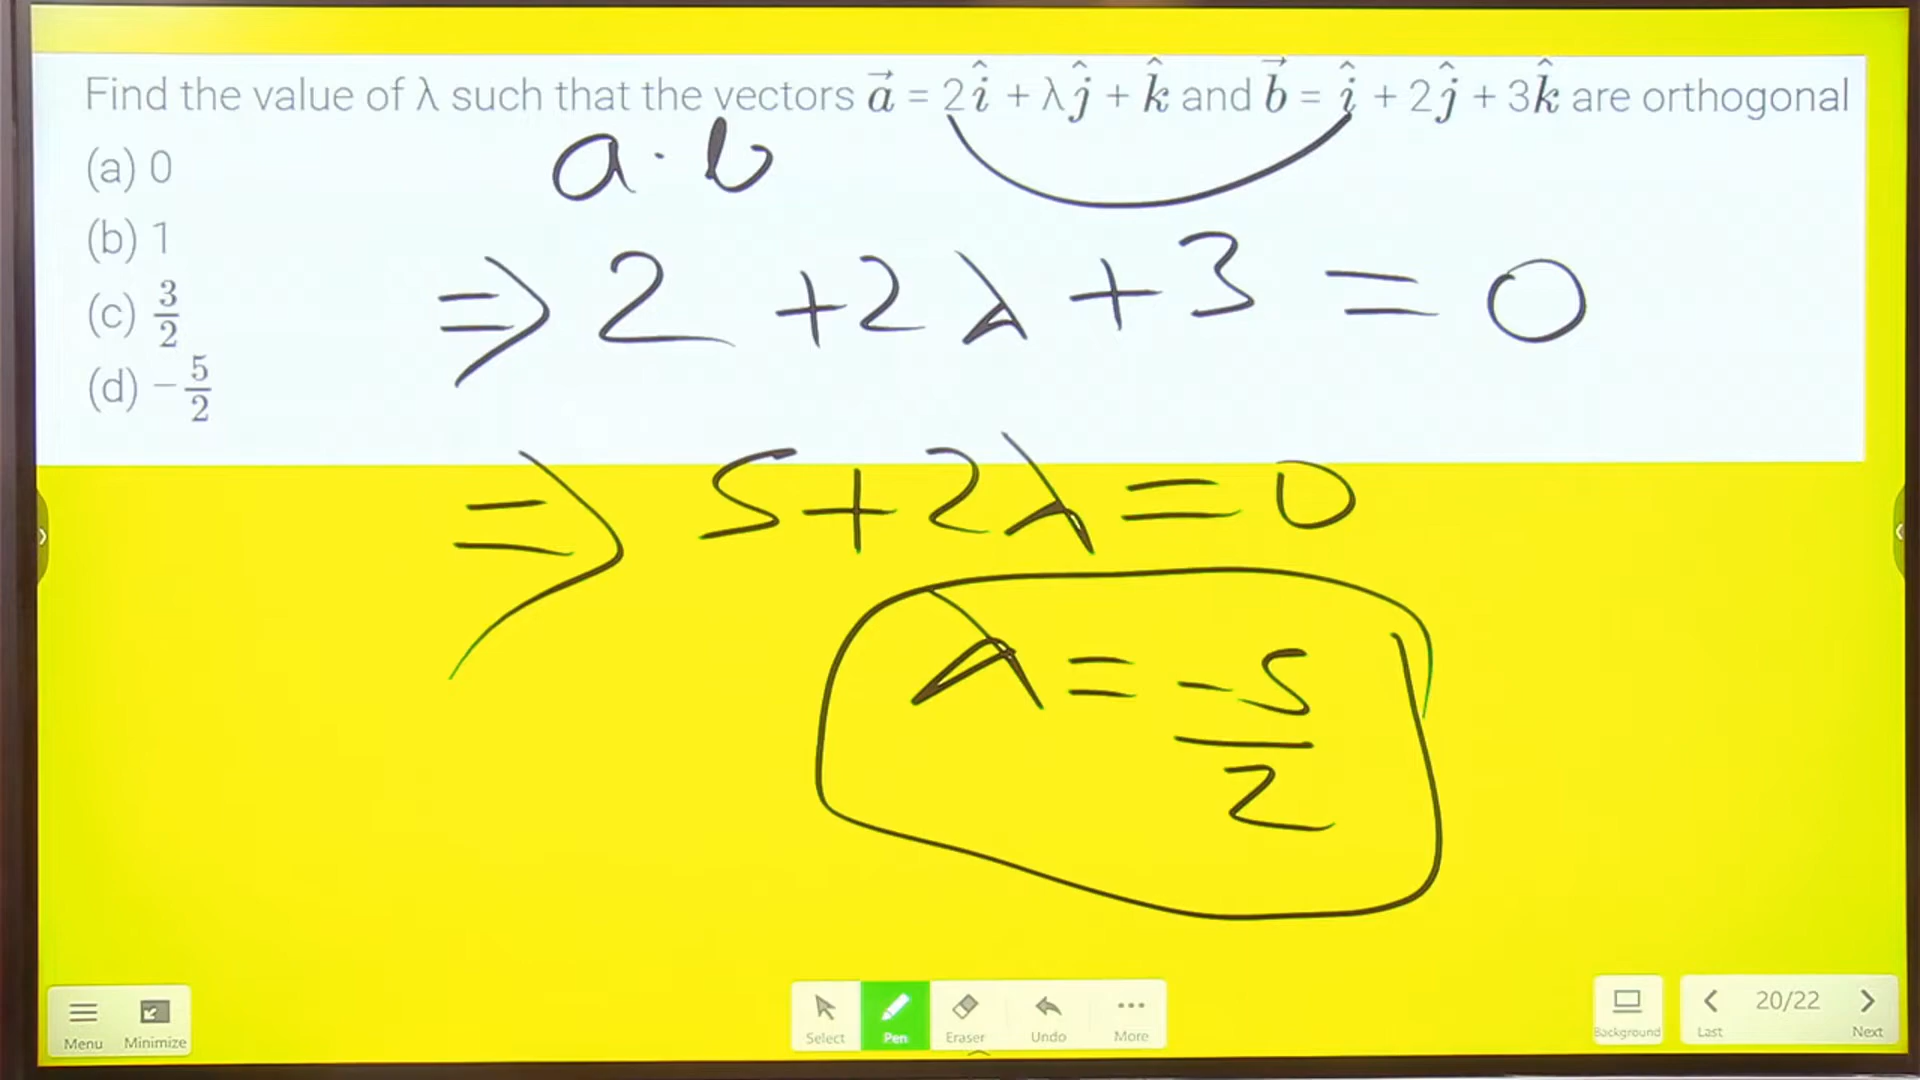 Find the value of λ such that the vectors a⃗ = 2î + λĵ + k̂ and b⃗ = î + 2ĵ + 3k̂ are orthogonal
(a) 0
a · b
(b) 1
⇒ 2 + 2λ + 3 = 0
(c) 3/2
(d) −5/2
⇒ 5 + 2λ = 0
λ = −5/2
Menu Minimize
Select Pen Eraser Undo More
Background
Last 20/22 Next